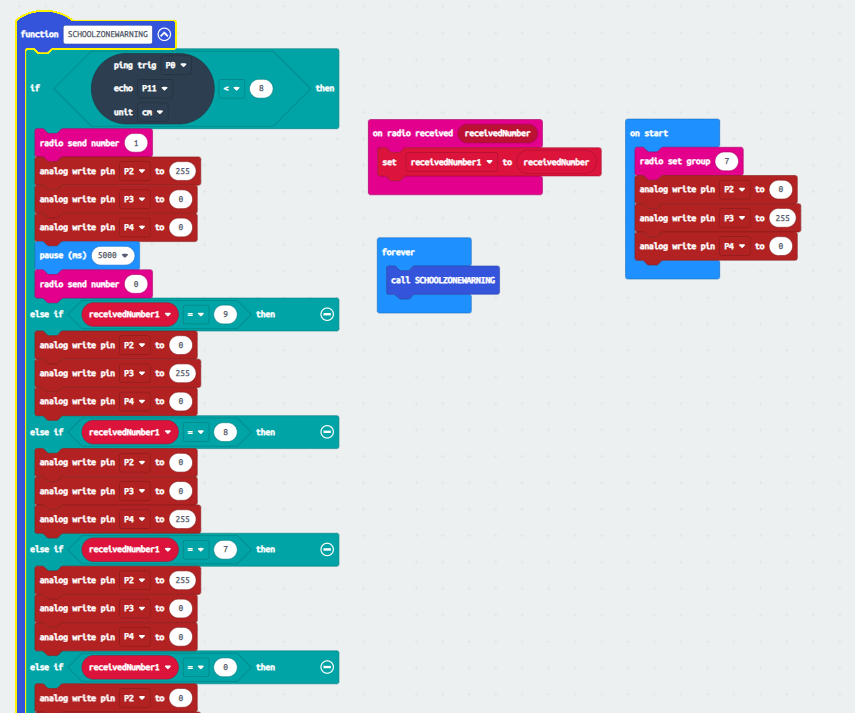 function SCHOOLZONEWARNING
if ping trig P0 echo P11 unit cm < 8 then
radio send number 1
analog write pin P2 to 255
analog write pin P3 to 0
analog write pin P4 to 0
pause (ms) 5000
radio send number 0
else if receivedNumber1 = 9 then
analog write pin P2 to 0
analog write pin P3 to 255
analog write pin P4 to 0
else if receivedNumber1 = 8 then
analog write pin P2 to 0
analog write pin P3 to 0
analog write pin P4 to 255
else if receivedNumber1 = 7 then
analog write pin P2 to 255
analog write pin P3 to 0
analog write pin P4 to 0
else if receivedNumber1 = 0 then
analog write pin P2 to 0
on radio received receivedNumber
set receivedNumber1 to receivedNumber
forever
call SCHOOLZONEWARNING
on start
radio set group 7
analog write pin P2 to 0
analog write pin P3 to 255
analog write pin P4 to 0